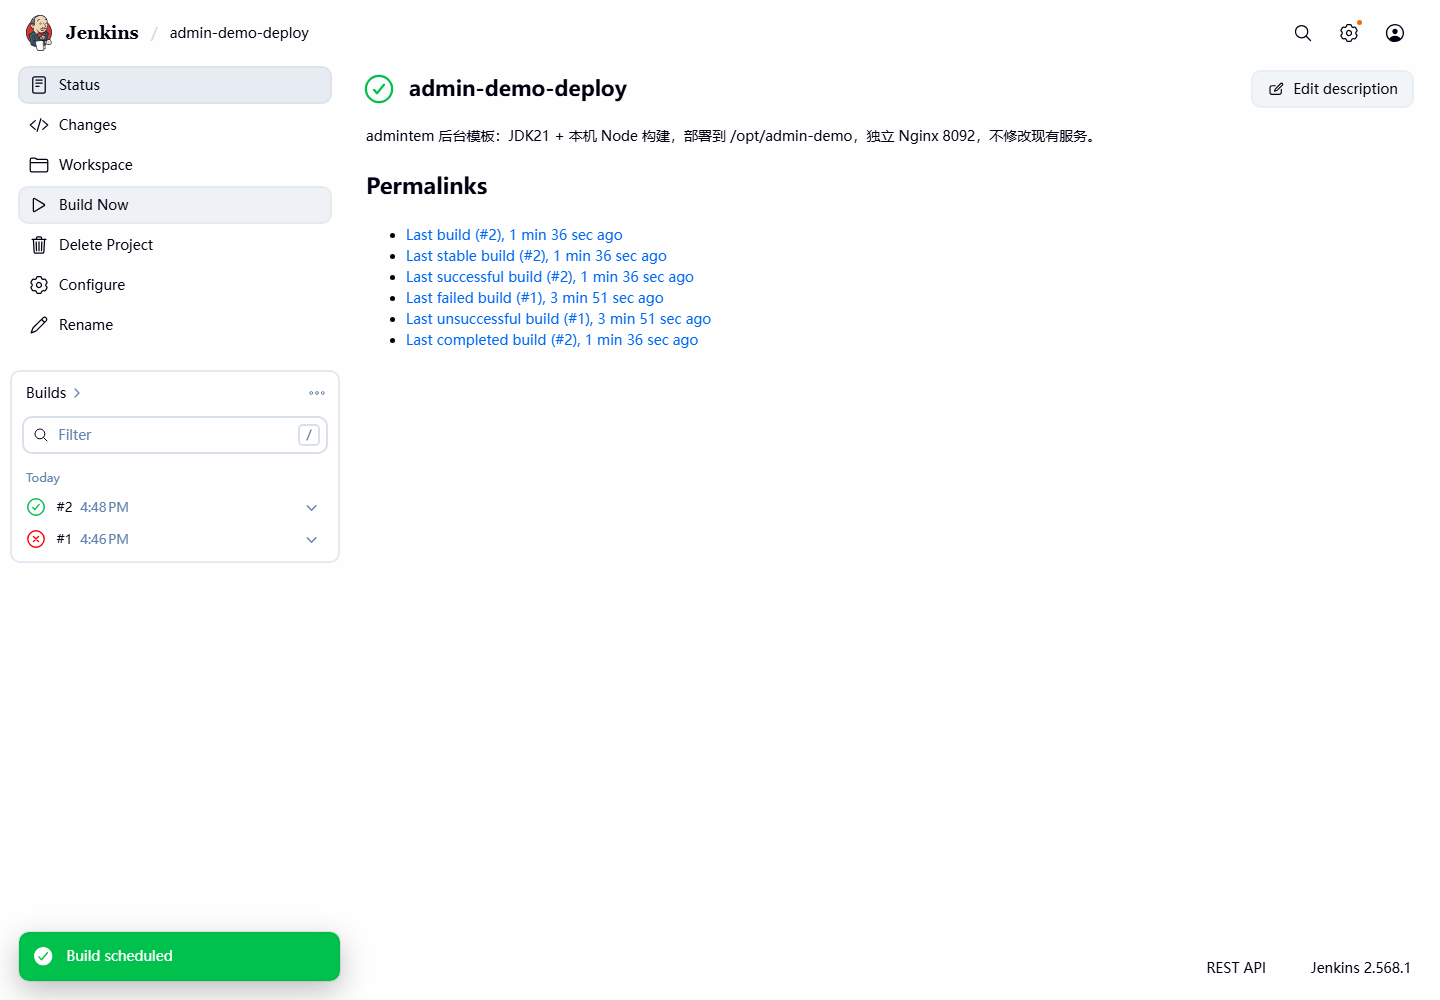 Jenkins / admin-demo-deploy
Status
Changes
Workspace
Build Now
Delete Project
Configure
Rename
Builds
Filter /
Today
#2 4:48 PM
#1 4:46 PM
admin-demo-deploy
Edit description
admintem 后台模板：JDK21 + 本机 Node 构建，部署到 /opt/admin-demo，独立 Nginx 8092，不修改现有服务。
Permalinks
Last build (#2), 1 min 36 sec ago
Last stable build (#2), 1 min 36 sec ago
Last successful build (#2), 1 min 36 sec ago
Last failed build (#1), 3 min 51 sec ago
Last unsuccessful build (#1), 3 min 51 sec ago
Last completed build (#2), 1 min 36 sec ago
Build scheduled
REST API
Jenkins 2.568.1